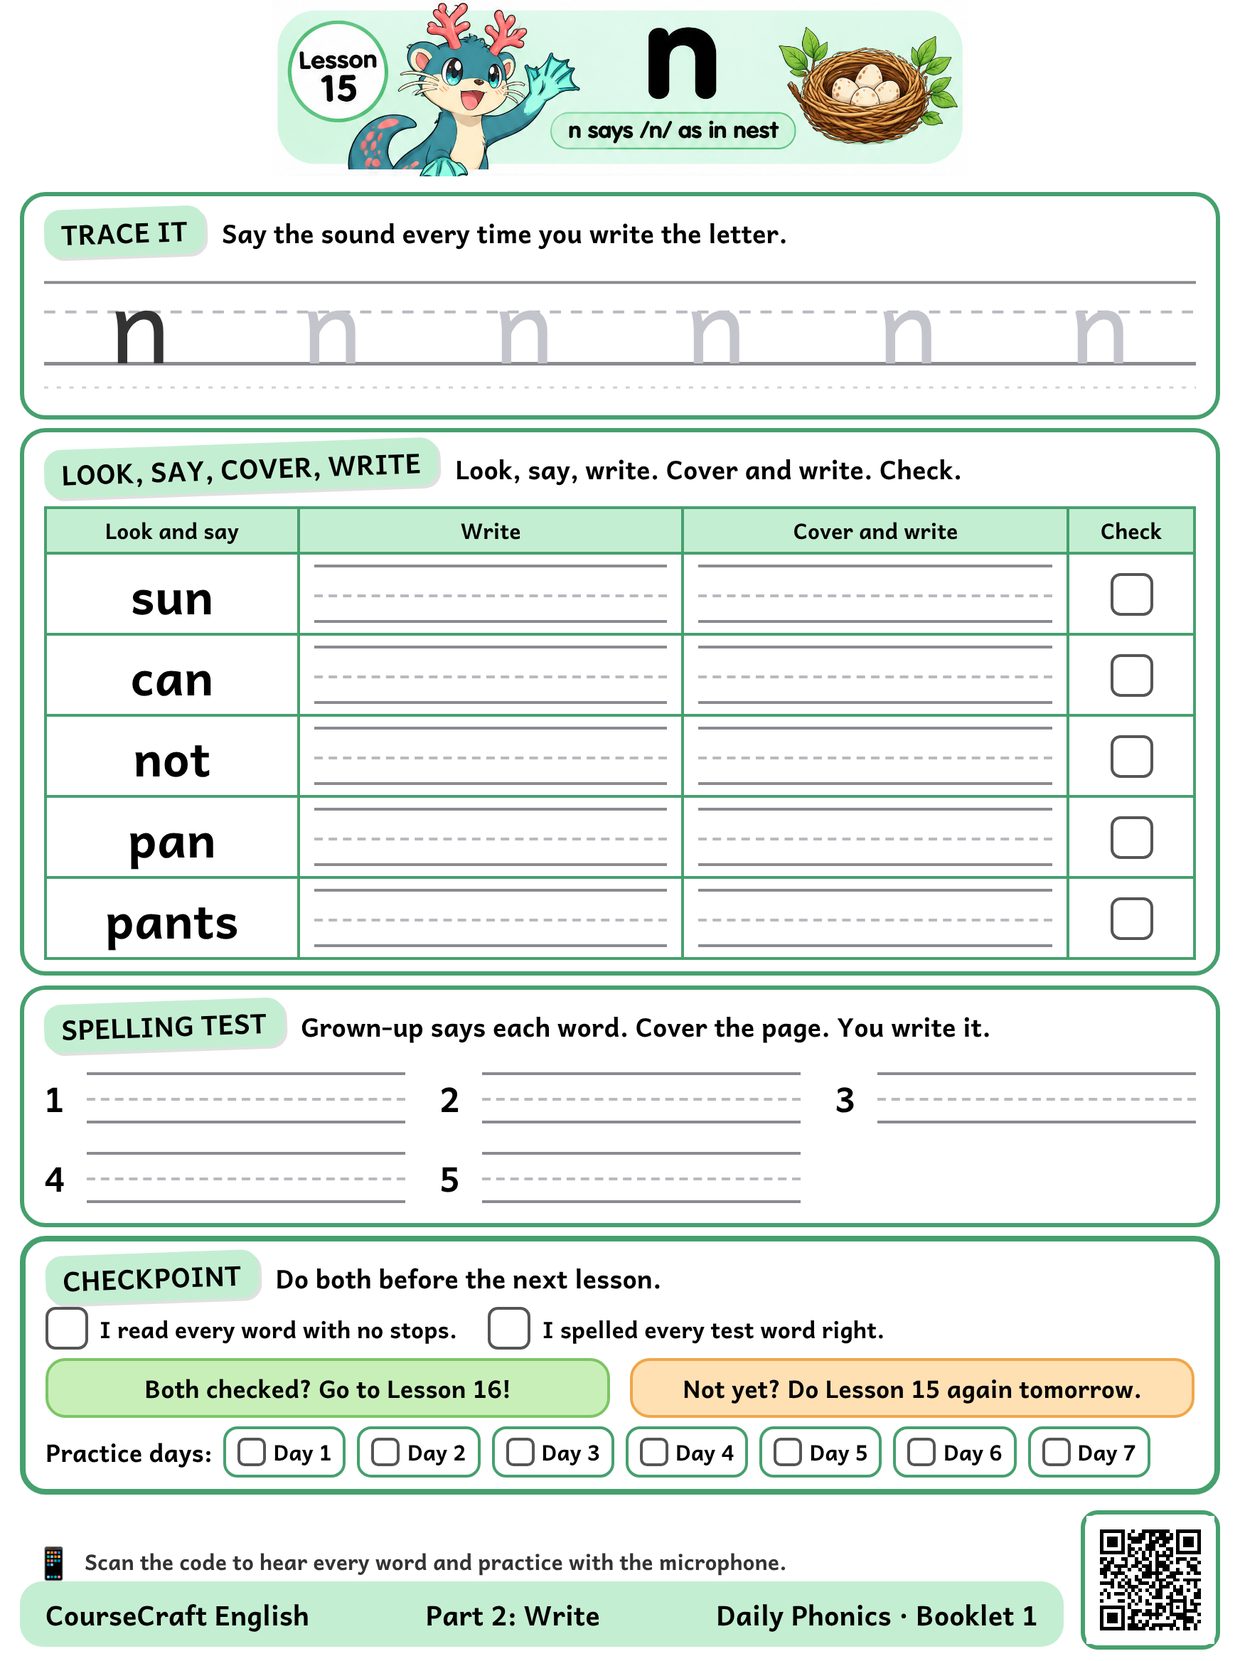 Lesson
15
n
n says /n/ as in nest
TRACE IT Say the sound every time you write the letter.
n n n n n n
LOOK, SAY, COVER, WRITE Look, say, write. Cover and write. Check.
Look and say Write Cover and write Check
sun
can
not
pan
pants
SPELLING TEST Grown-up says each word. Cover the page. You write it.
1 2 3
4 5
CHECKPOINT Do both before the next lesson.
I read every word with no stops. I spelled every test word right.
Both checked? Go to Lesson 16! Not yet? Do Lesson 15 again tomorrow.
Practice days: Day 1 Day 2 Day 3 Day 4 Day 5 Day 6 Day 7
Scan the code to hear every word and practice with the microphone.
CourseCraft English Part 2: Write Daily Phonics · Booklet 1